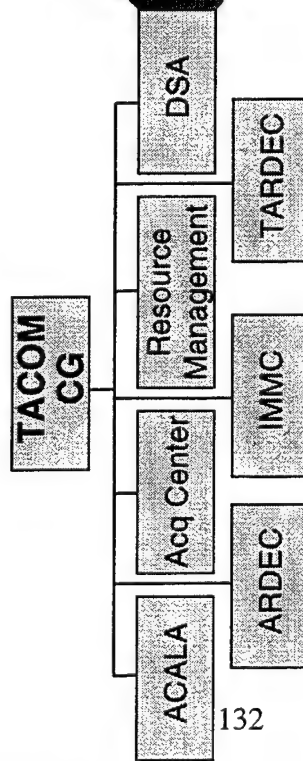 TACOM
CG
ACALA
Acq Center
Resource
Management
DSA
ARDEC
IMMC
TARDEC
132